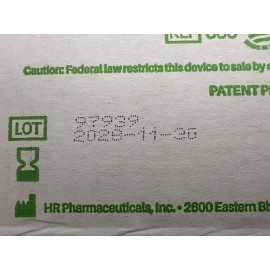 Caution: Federal law restricts this device to sale by
PATENT
LOT
97939
2028-11-30
HR Pharmaceuticals, Inc. • 2600 Eastern